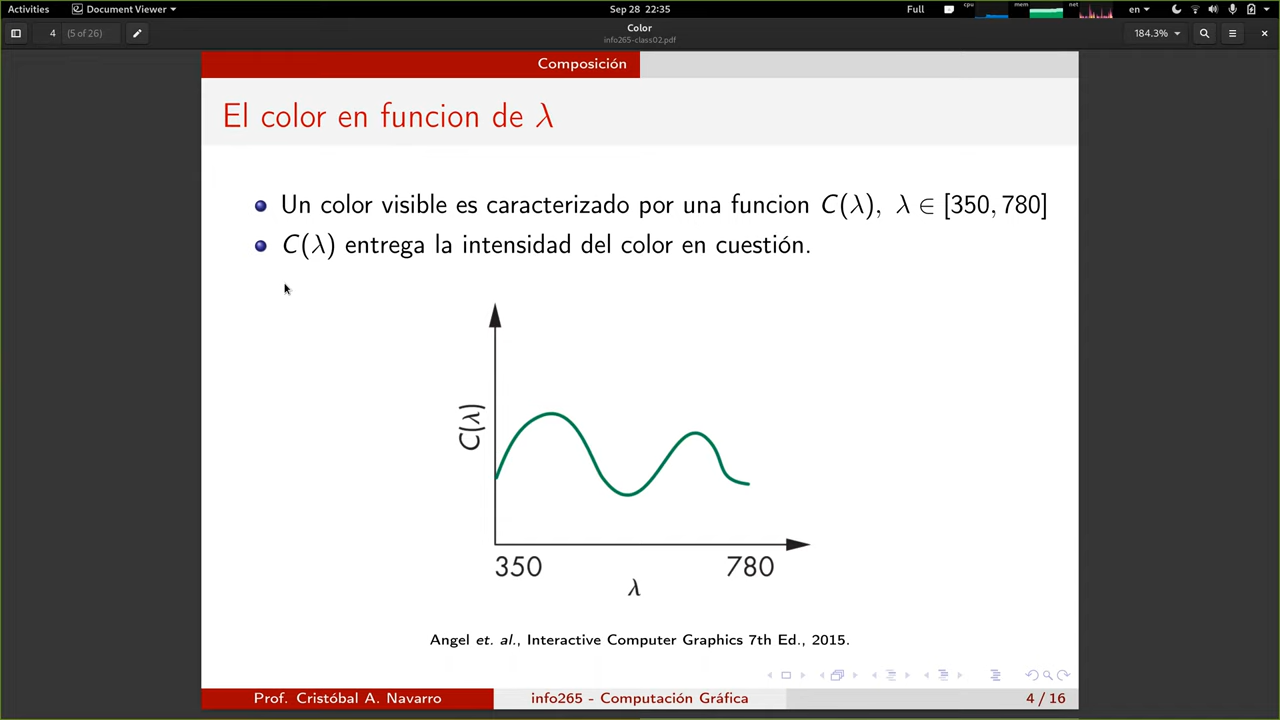 Activities Document Viewer Sep 28 22:35 Full cpu mem net en
4 (5 of 26) Color 184.3%
info265-class02.pdf
Composición
El color en funcion de λ
Un color visible es caracterizado por una funcion C(λ), λ ∈ [350, 780]
C(λ) entrega la intensidad del color en cuestión.
C(λ)
350 780
λ
Angel et. al., Interactive Computer Graphics 7th Ed., 2015.
Prof. Cristóbal A. Navarro info265 - Computación Gráfica 4 / 16